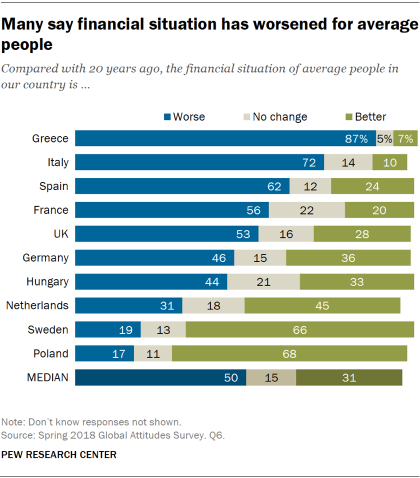 Many say financial situation has worsened for average
people
Compared with 20 years ago, the financial situation of average people in
our country is ...
Worse No change Better
Greece 87% 5% 7%
Italy 72 14 10
Spain 62 12 24
France 56 22 20
UK 53 16 28
Germany 46 15 36
Hungary 44 21 33
Netherlands 31 18 45
Sweden 19 13 66
Poland 17 11 68
MEDIAN 50 15 31
Note: Don't know responses not shown.
Source: Spring 2018 Global Attitudes Survey. Q6.
PEW RESEARCH CENTER